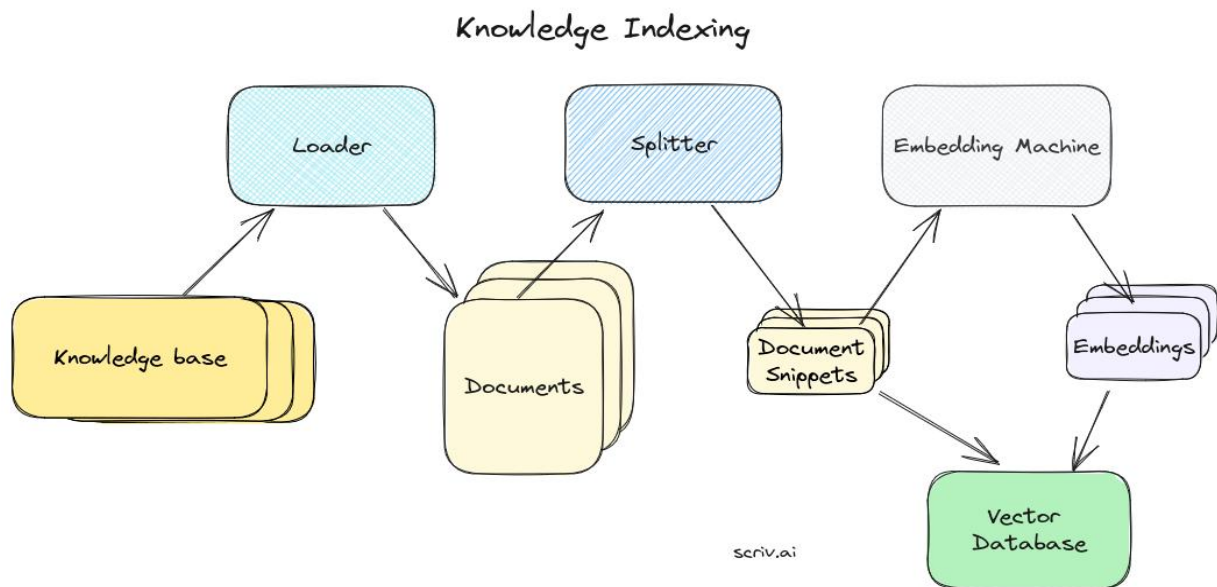 Knowledge Indexing
Loader
Splitter
Embedding Machine
Knowledge base
Documents
Document
Snippets
Embeddings
Vector
Database
scriv.ai